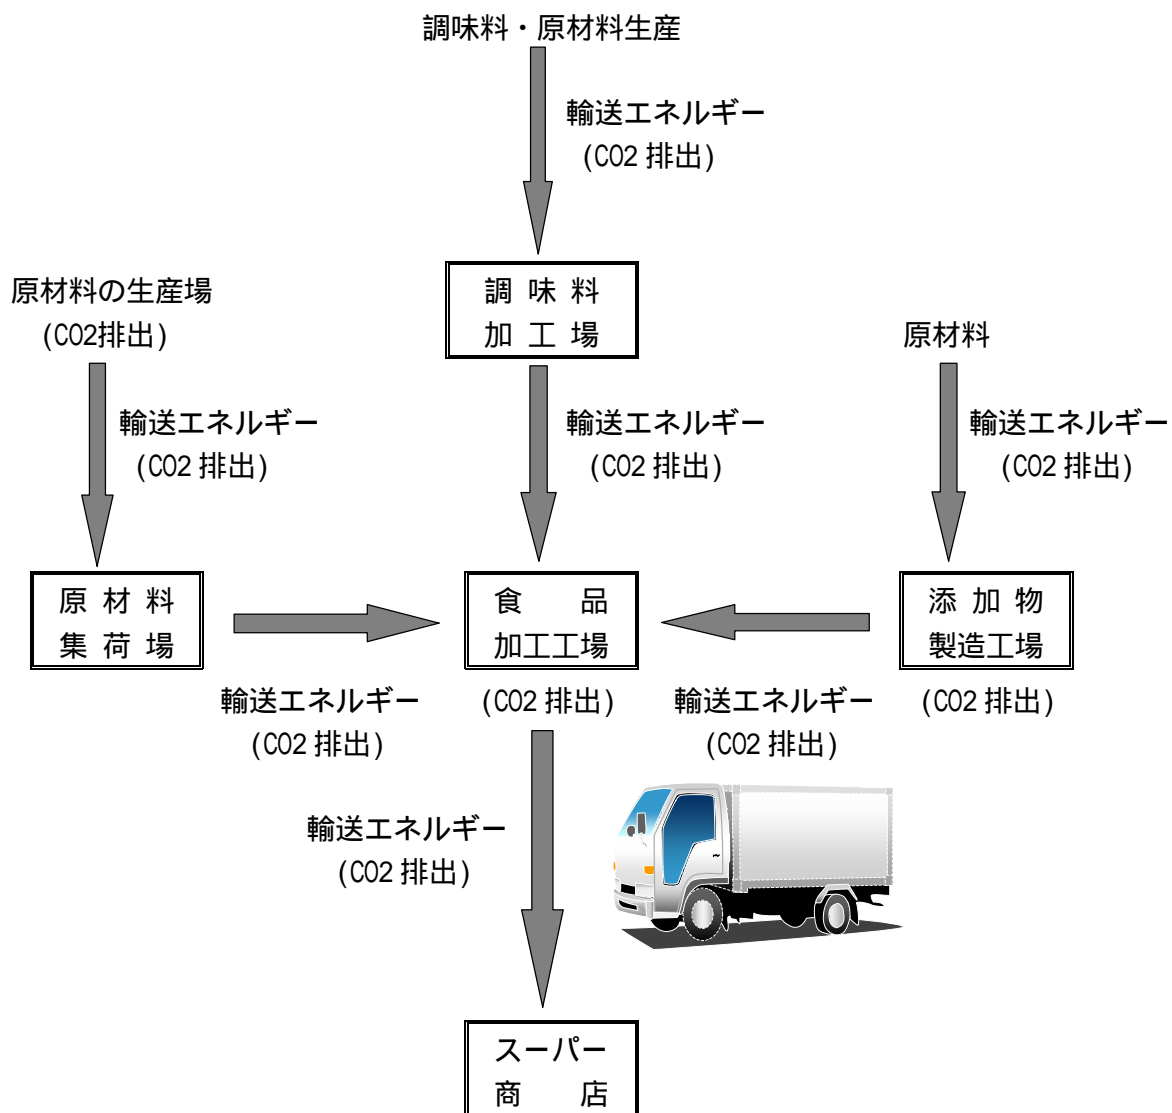 調味料・原材料生産
輸送エネルギー
(CO2 排出)
調 味 料
加 工 場
原材料の生産場
(CO2排出)
原材料
輸送エネルギー
(CO2 排出)
輸送エネルギー
(CO2 排出)
輸送エネルギー
(CO2 排出)
原 材 料
集 荷 場
食 品
加工工場
添 加 物
製造工場
輸送エネルギー
(CO2 排出)
(CO2 排出)
輸送エネルギー
(CO2 排出)
(CO2 排出)
輸送エネルギー
(CO2 排出)
スーパー
商 店